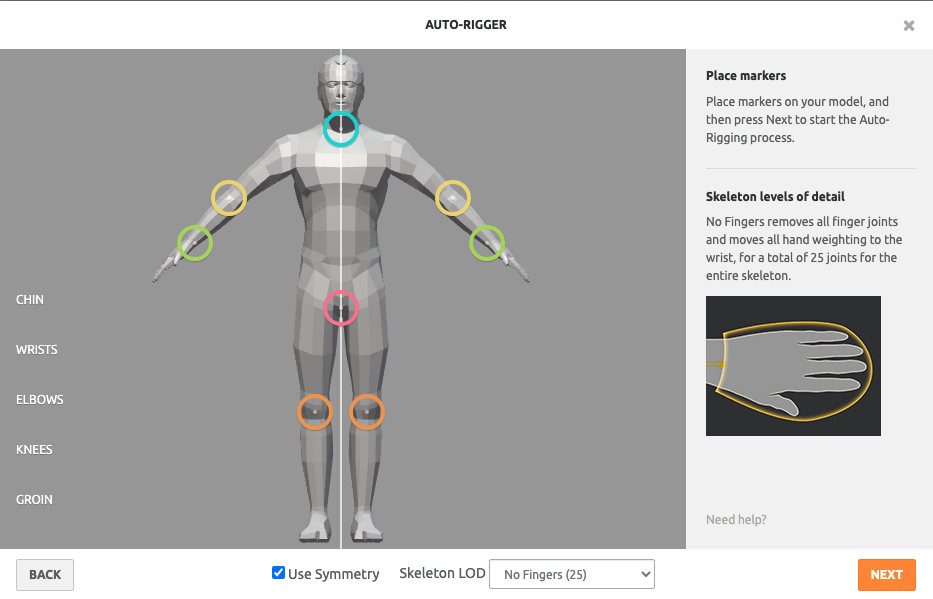 AUTO-RIGGER
Place markers
Place markers on your model, and
then press Next to start the Auto-
Rigging process.
Skeleton levels of detail
No Fingers removes all finger joints
and moves all hand weighting to the
wrist, for a total of 25 joints for the
entire skeleton.
CHIN
WRISTS
ELBOWS
KNEES
GROIN
Need help?
BACK
Use Symmetry
Skeleton LOD
No Fingers (25)
NEXT